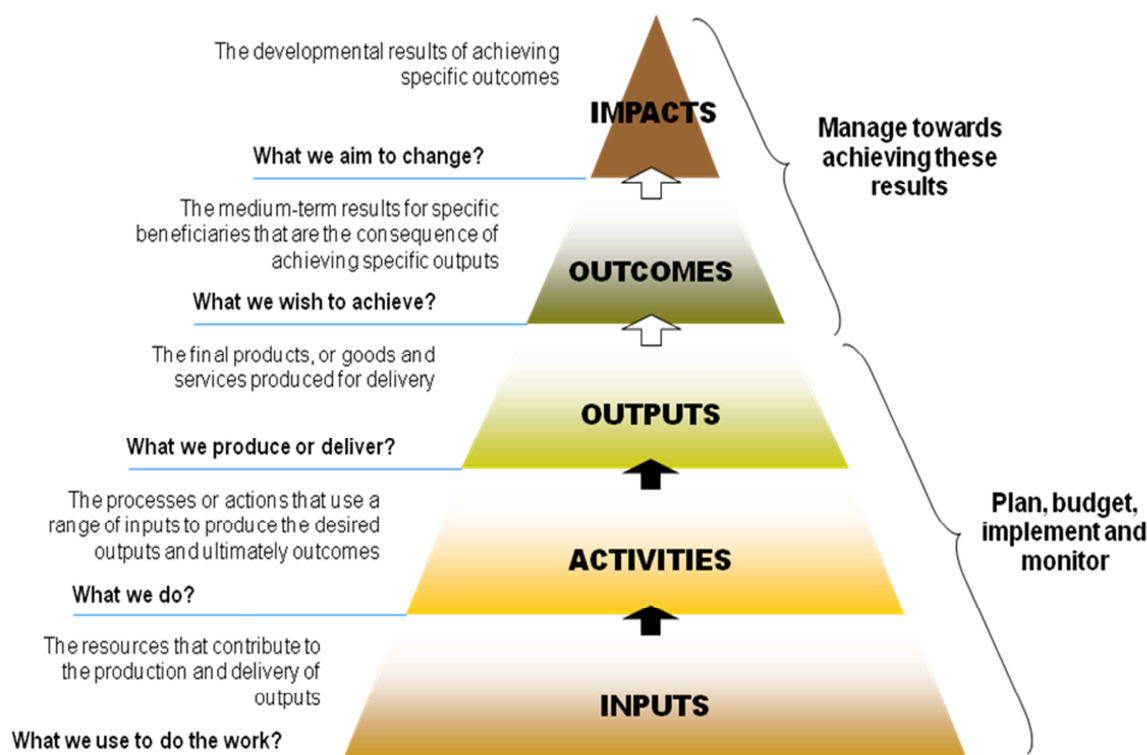 The developmental results of achieving
specific outcomes
IMPACTS
What we aim to change?
Manage towards
achieving these
results
The medium-term results for specific
beneficiaries that are the consequence of
achieving specific outputs
OUTCOMES
What we wish to achieve?
The final products, or goods and
services produced for delivery
OUTPUTS
What we produce or deliver?
The processes or actions that use a
range of inputs to produce the desired
outputs and ultimately outcomes
ACTIVITIES
What we do?
Plan, budget,
implement and
monitor
The resources that contribute to
the production and delivery of
outputs
INPUTS
What we use to do the work?